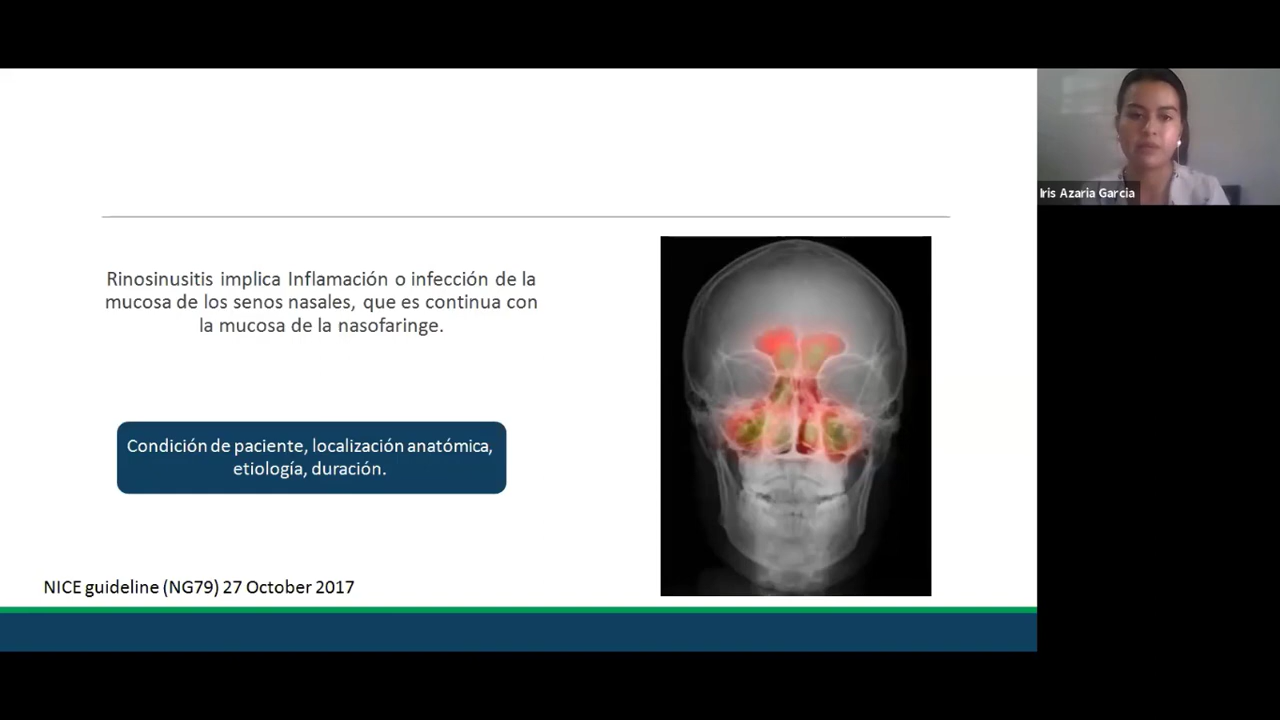 Rinosinusitis implica Inflamación o infección de la
mucosa de los senos nasales, que es continua con
la mucosa de la nasofaringe.
Condición de paciente, localización anatómica,
etiología, duración.
NICE guideline (NG79) 27 October 2017
Iris Azaria Garcia